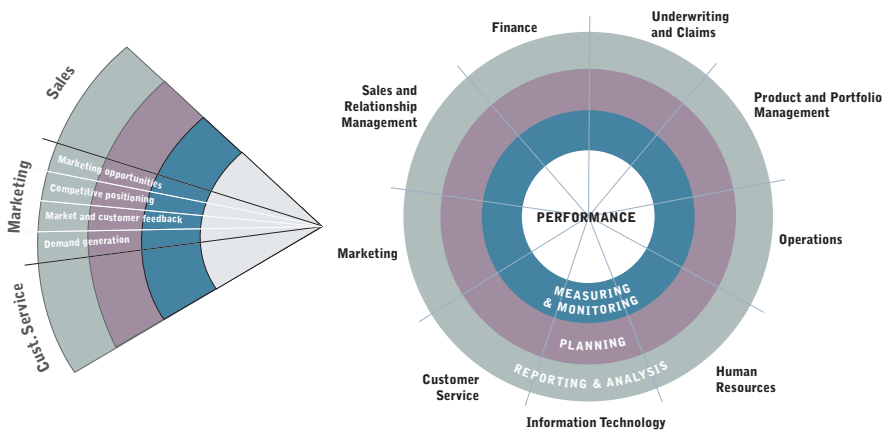 Sales
Marketing
Cust.Service
Marketing opportunities
Competitive positioning
Market and customer feedback
Demand generation
Finance
Underwriting
and Claims
Sales and
Relationship
Management
Product and Portfolio
Management
PERFORMANCE
Marketing
Operations
MEASURING
& MONITORING
PLANNING
REPORTING & ANALYSIS
Customer
Service
Human
Resources
Information Technology